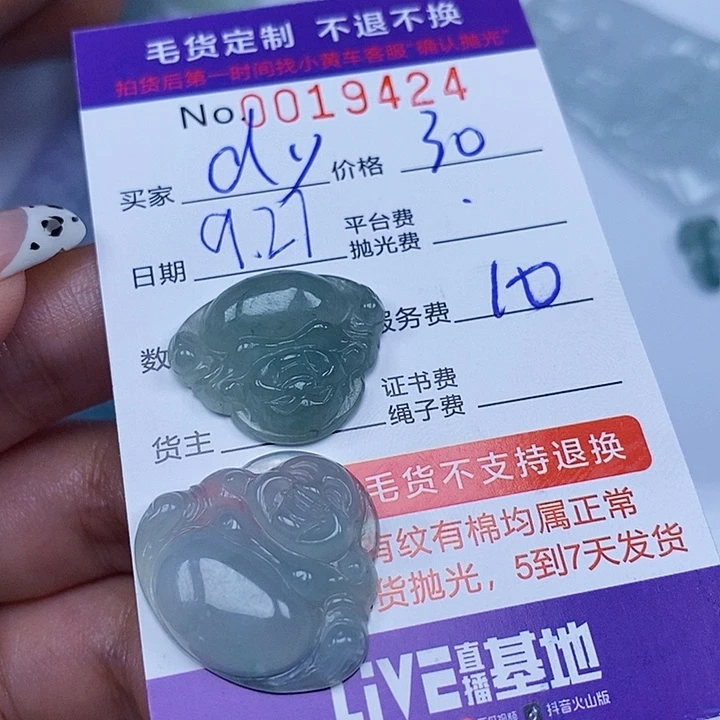 毛货定制 不退不换
拍货后第一时间找小黄车客服"确认抛光"
No.0019424
买家 dy 价格 30
日期 9.27 平台费
抛光费
数 服务费 10
证书费
绳子费
货主
毛货不支持退换
有纹有棉均属正常
货抛光，5到7天发货
LiVE直播基地
抖音火山版